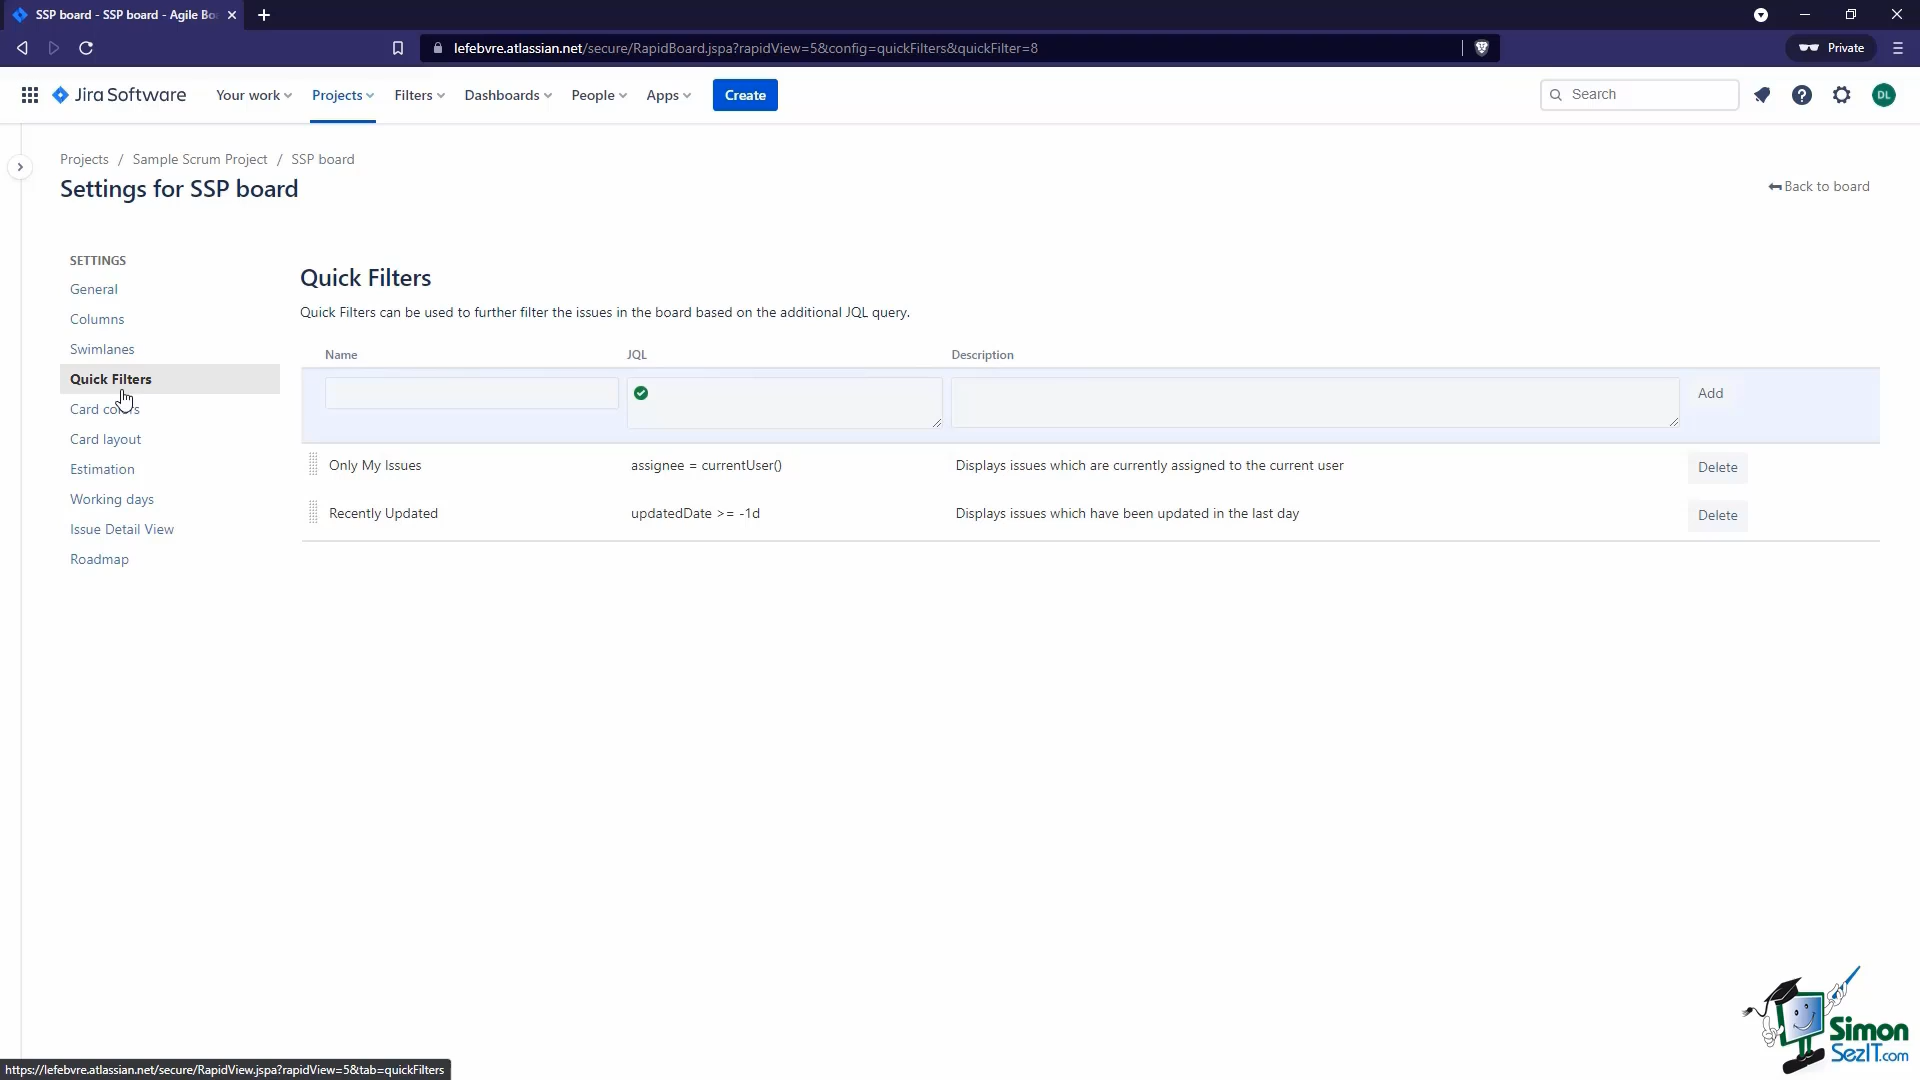 SSP board - SSP board - Agile Bo
lefebvre.atlassian.net/secure/RapidBoard.jspa?rapidView=5&config=quickFilters&quickFilter=8
Private
Jira Software
Your work
Projects
Filters
Dashboards
People
Apps
Create
Search
DL
Projects / Sample Scrum Project / SSP board
Settings for SSP board
Back to board
SETTINGS
General
Columns
Swimlanes
Quick Filters
Card colors
Card layout
Estimation
Working days
Issue Detail View
Roadmap
Quick Filters
Quick Filters can be used to further filter the issues in the board based on the additional JQL query.
Name JQL Description
Add
Only My Issues assignee = currentUser() Displays issues which are currently assigned to the current user Delete
Recently Updated updatedDate >= -1d Displays issues which have been updated in the last day Delete
Simon
SezIT.com
https://lefebvre.atlassian.net/secure/RapidView.jspa?rapidView=5&tab=quickFilters